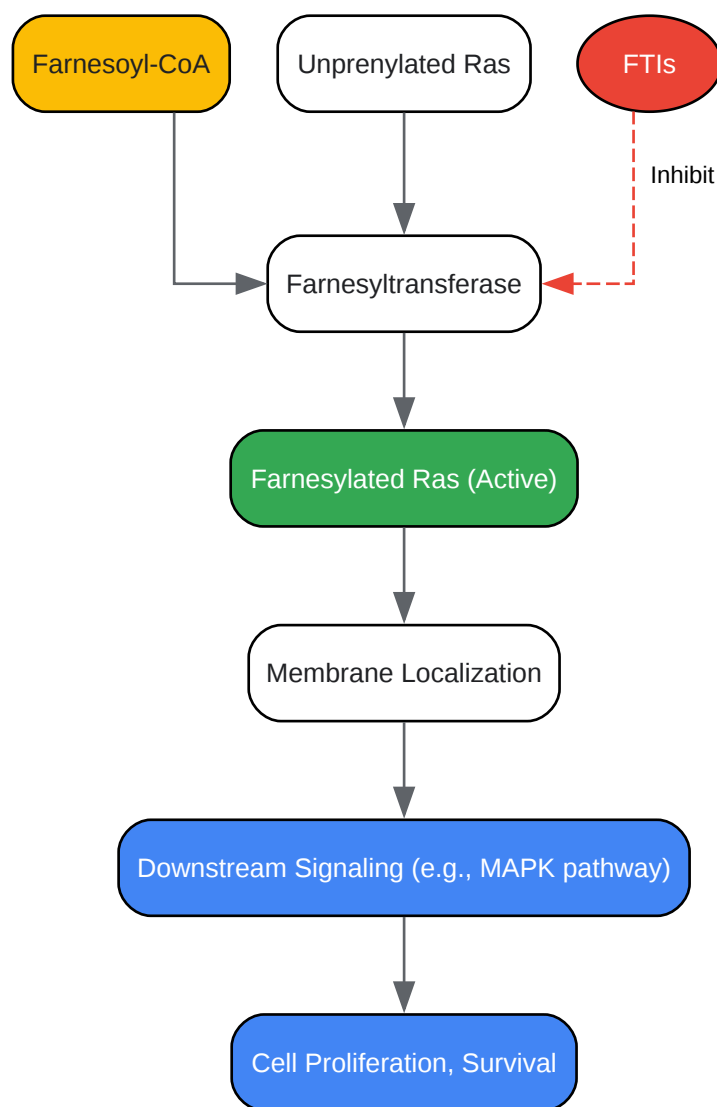 Farnesoyl-CoA
Unprenylated Ras
FTIs
Inhibit
Farnesyltransferase
Farnesylated Ras (Active)
Membrane Localization
Downstream Signaling (e.g., MAPK pathway)
Cell Proliferation, Survival